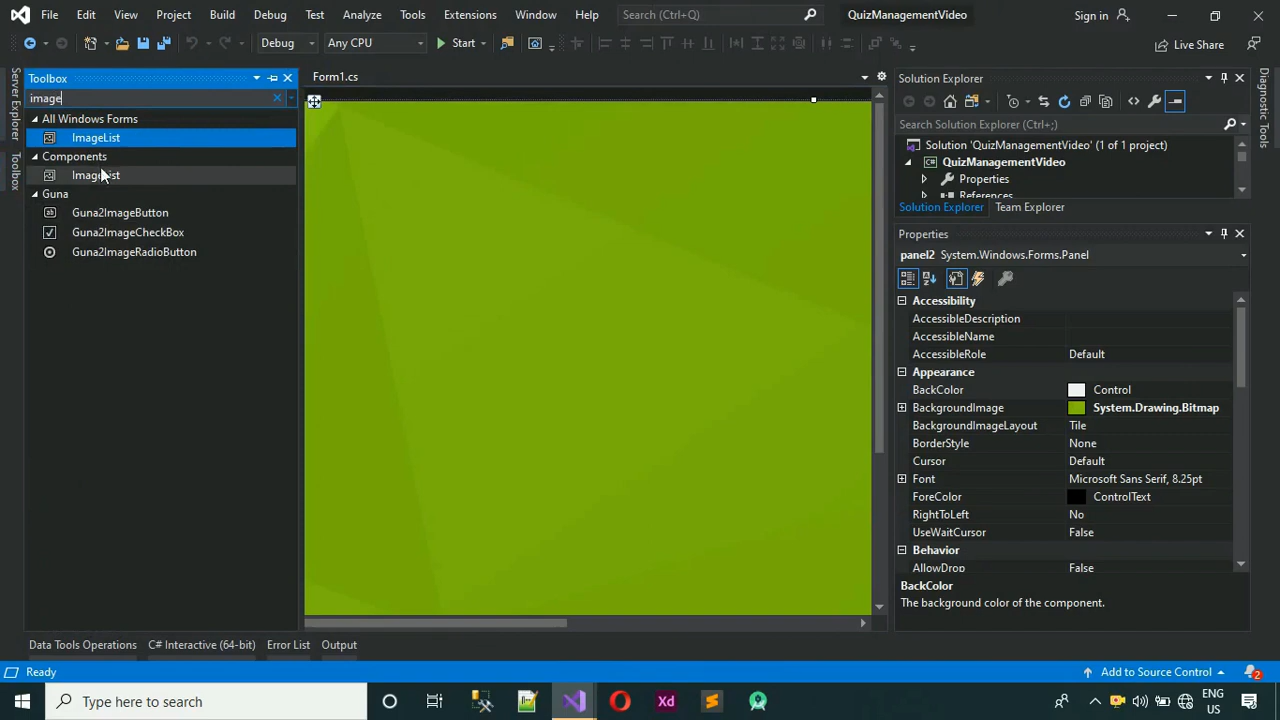 File Edit View Project Build Debug Test Analyze Tools Extensions Window Help Search (Ctrl+Q) QuizManagementVideo Sign in
Debug Any CPU Start Live Share
Server Explorer
Toolbox
Toolbox
image
All Windows Forms
ImageList
Components
ImageList
Guna
Guna2ImageButton
Guna2ImageCheckBox
Guna2ImageRadioButton
Form1.cs
Solution Explorer
Search Solution Explorer (Ctrl+;)
Solution 'QuizManagementVideo' (1 of 1 project)
QuizManagementVideo
Properties
References
Solution Explorer Team Explorer
Properties
panel2 System.Windows.Forms.Panel
Accessibility
AccessibleDescription
AccessibleName
AccessibleRole Default
Appearance
BackColor Control
BackgroundImage System.Drawing.Bitmap
BackgroundImageLayout Tile
BorderStyle None
Cursor Default
Font Microsoft Sans Serif, 8.25pt
ForeColor ControlText
RightToLeft No
UseWaitCursor False
Behavior
AllowDrop False
BackColor
The background color of the component.
Diagnostic Tools
Data Tools Operations C# Interactive (64-bit) Error List Output
Ready Add to Source Control 2
Type here to search Xd ENG
US